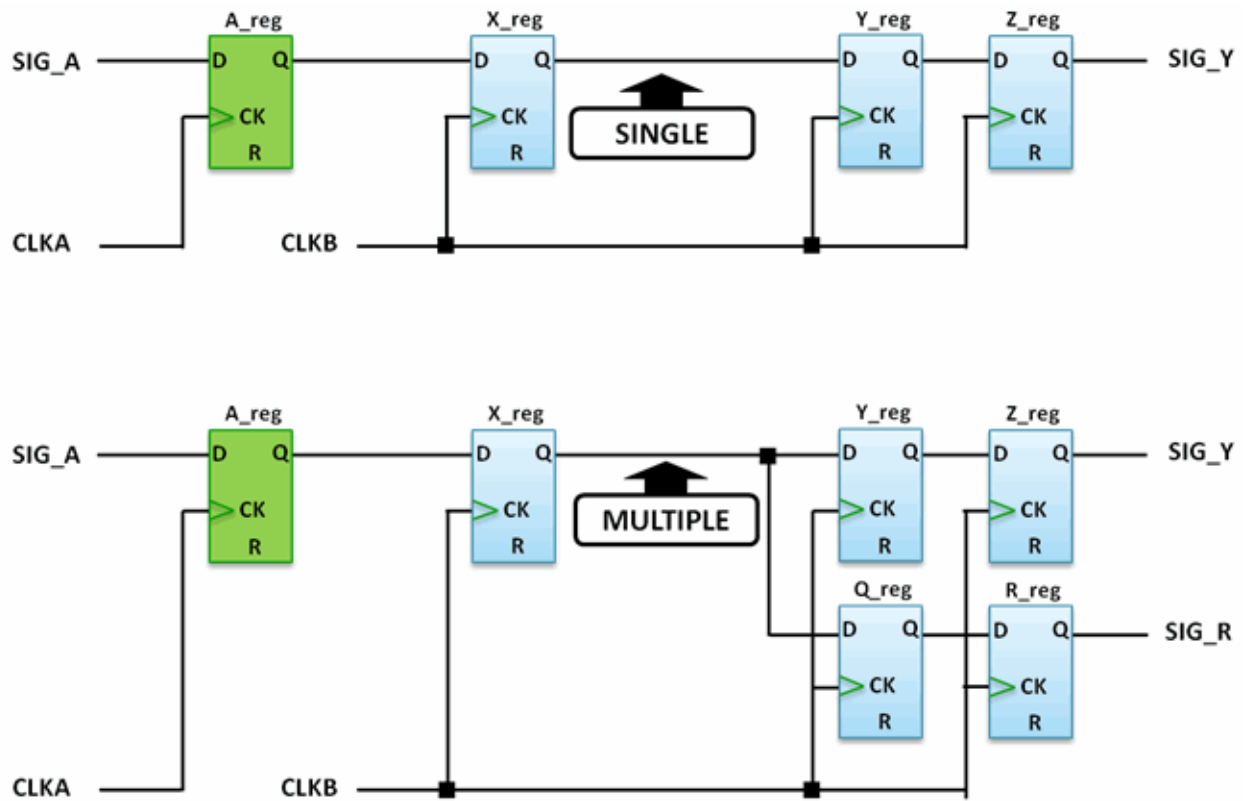 A_reg X_reg Y_reg Z_reg
SIG_A D Q D Q D Q D Q SIG_Y
CK CK CK CK
SINGLE
R R R R
CLKA CLKB
A_reg X_reg Y_reg Z_reg
SIG_A D Q D Q D Q D Q SIG_Y
CK CK CK CK
MULTIPLE
R R R R
Q_reg R_reg
D Q D Q SIG_R
CK CK
R R
CLKA CLKB